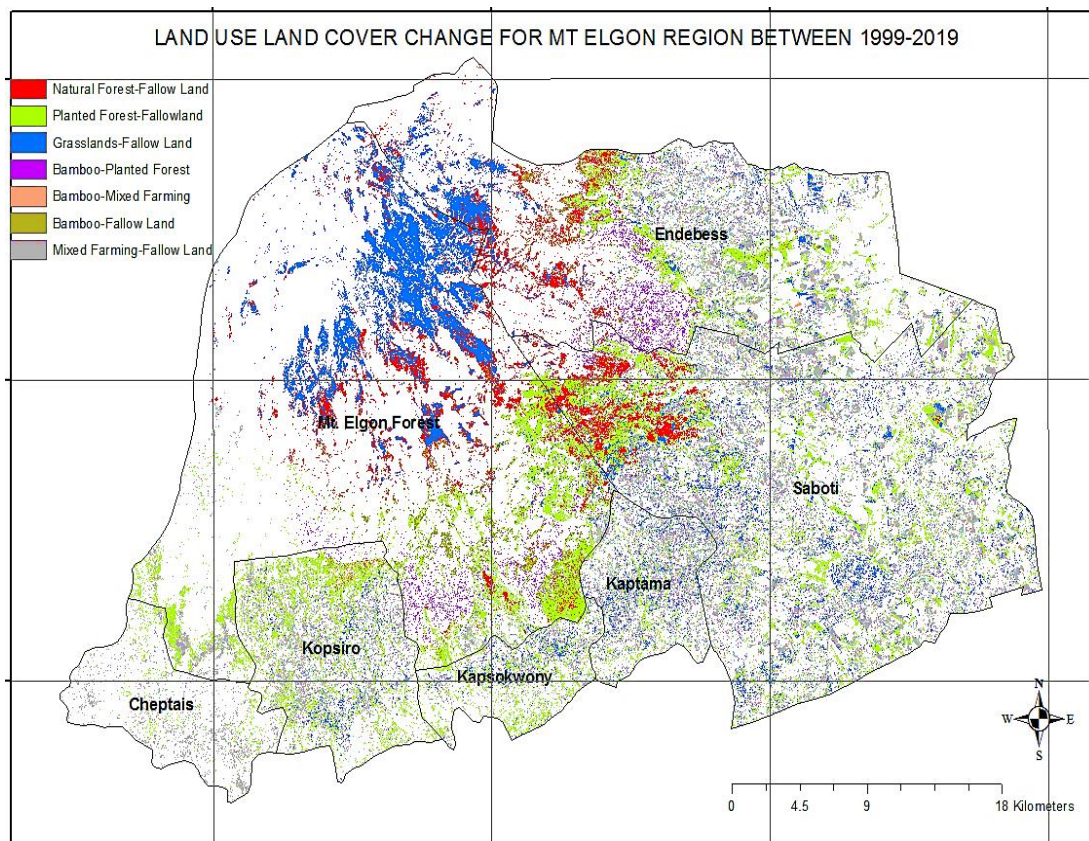 LAND USE LAND COVER CHANGE FOR MT ELGON REGION BETWEEN 1999-2019
Natural Forest-Fallow Land
Planted Forest-Fallowland
Grasslands-Fallow Land
Bamboo-Planted Forest
Bamboo-Mixed Farming
Bamboo-Fallow Land
Mixed Farming-Fallow Land
Endebess
Mt. Elgon Forest
Saboti
Kaptama
Kopsiro
Kapsokwony
Cheptais
N
W E
S
0 4.5 9 18 Kilometers